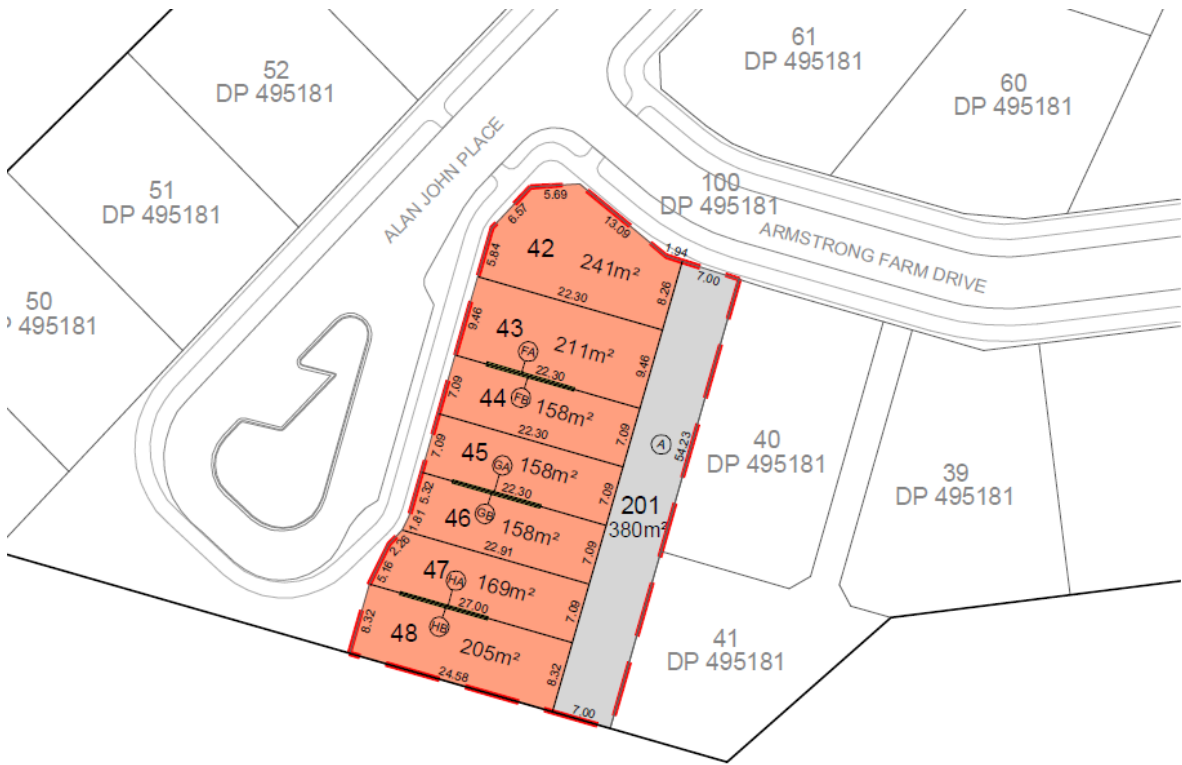 61
DP 495181
52
DP 495181
60
DP 495181
ALAN JOHN PLACE
51
DP 495181
100
DP 495181
ARMSTRONG FARM DRIVE
5.69
6.57
13.09
1.94
7.00
5.84
42
241m²
8.26
22.30
50
P 495181
9.46
43
211m²
9.46
FA
22.30
7.09
44
FB
158m²
7.09
22.30
A
54.23
40
DP 495181
7.09
45
158m²
GA
22.30
7.09
39
DP 495181
5.32
201
380m²
1.81
46
GB
158m²
7.09
22.91
2.26
5.16
47
HA
169m²
7.09
27.00
8.32
48
HB
205m²
8.32
41
DP 495181
24.58
7.00